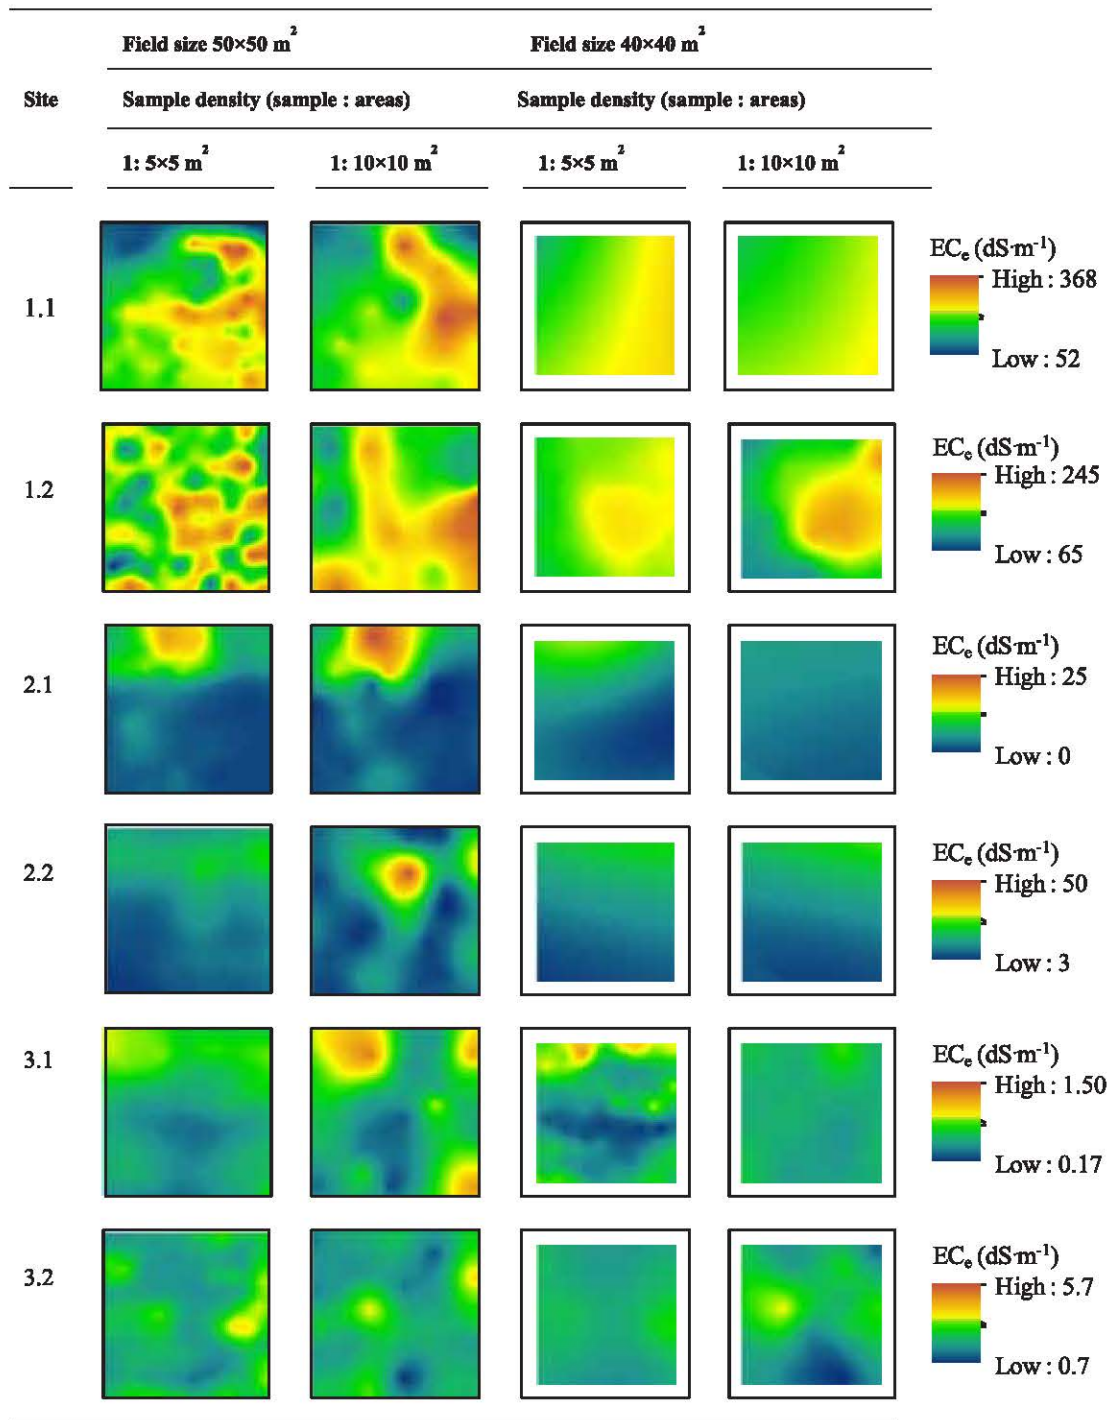 Field size 50×50 m² Field size 40×40 m²
Site Sample density (sample : areas) Sample density (sample : areas)
1: 5×5 m² 1: 10×10 m² 1: 5×5 m² 1: 10×10 m²
1.1
ECe (dS·m⁻¹)
High : 368
Low : 52
1.2
ECe (dS·m⁻¹)
High : 245
Low : 65
2.1
ECe (dS·m⁻¹)
High : 25
Low : 0
2.2
ECe (dS·m⁻¹)
High : 50
Low : 3
3.1
ECe (dS·m⁻¹)
High : 1.50
Low : 0.17
3.2
ECe (dS·m⁻¹)
High : 5.7
Low : 0.7